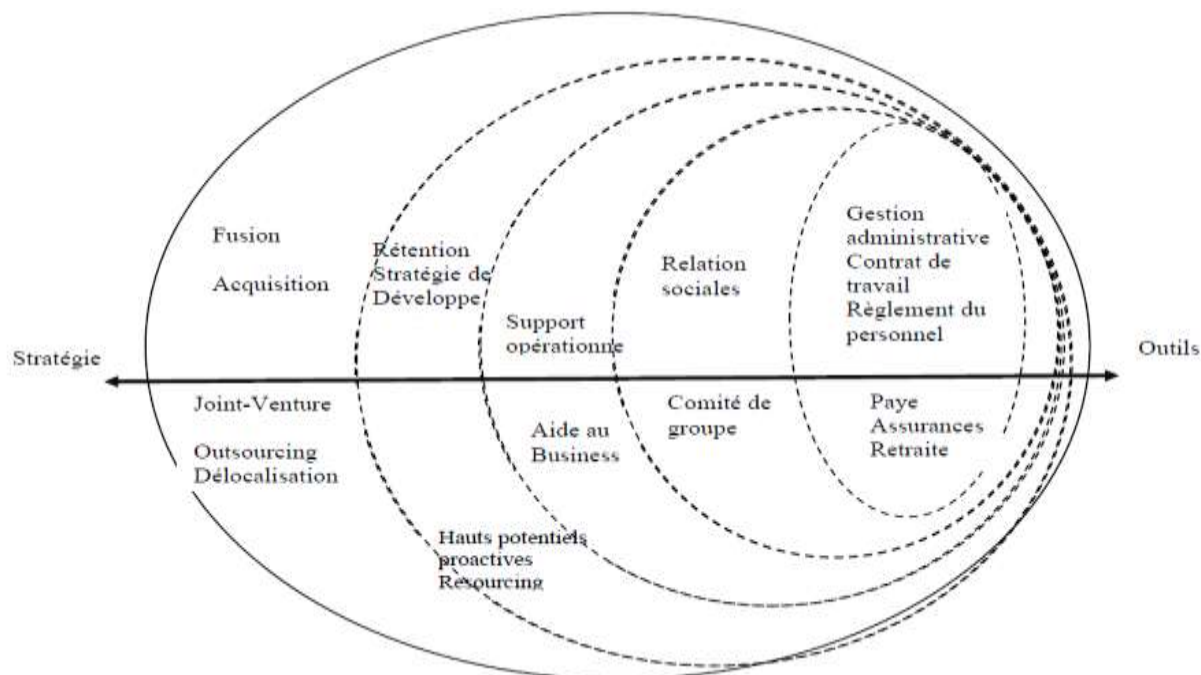 Fusion
Acquisition
Rétention
Stratégie de
Développe
Support
opérationne
Relation
sociales
Gestion
administrative
Contrat de
travail
Règlement du
personnel
Stratégie
Outils
Joint-Venture
Outsourcing
Délocalisation
Aide au
Business
Comité de
groupe
Paye
Assurances
Retraite
Hauts potentiels
proactives
Resourcing